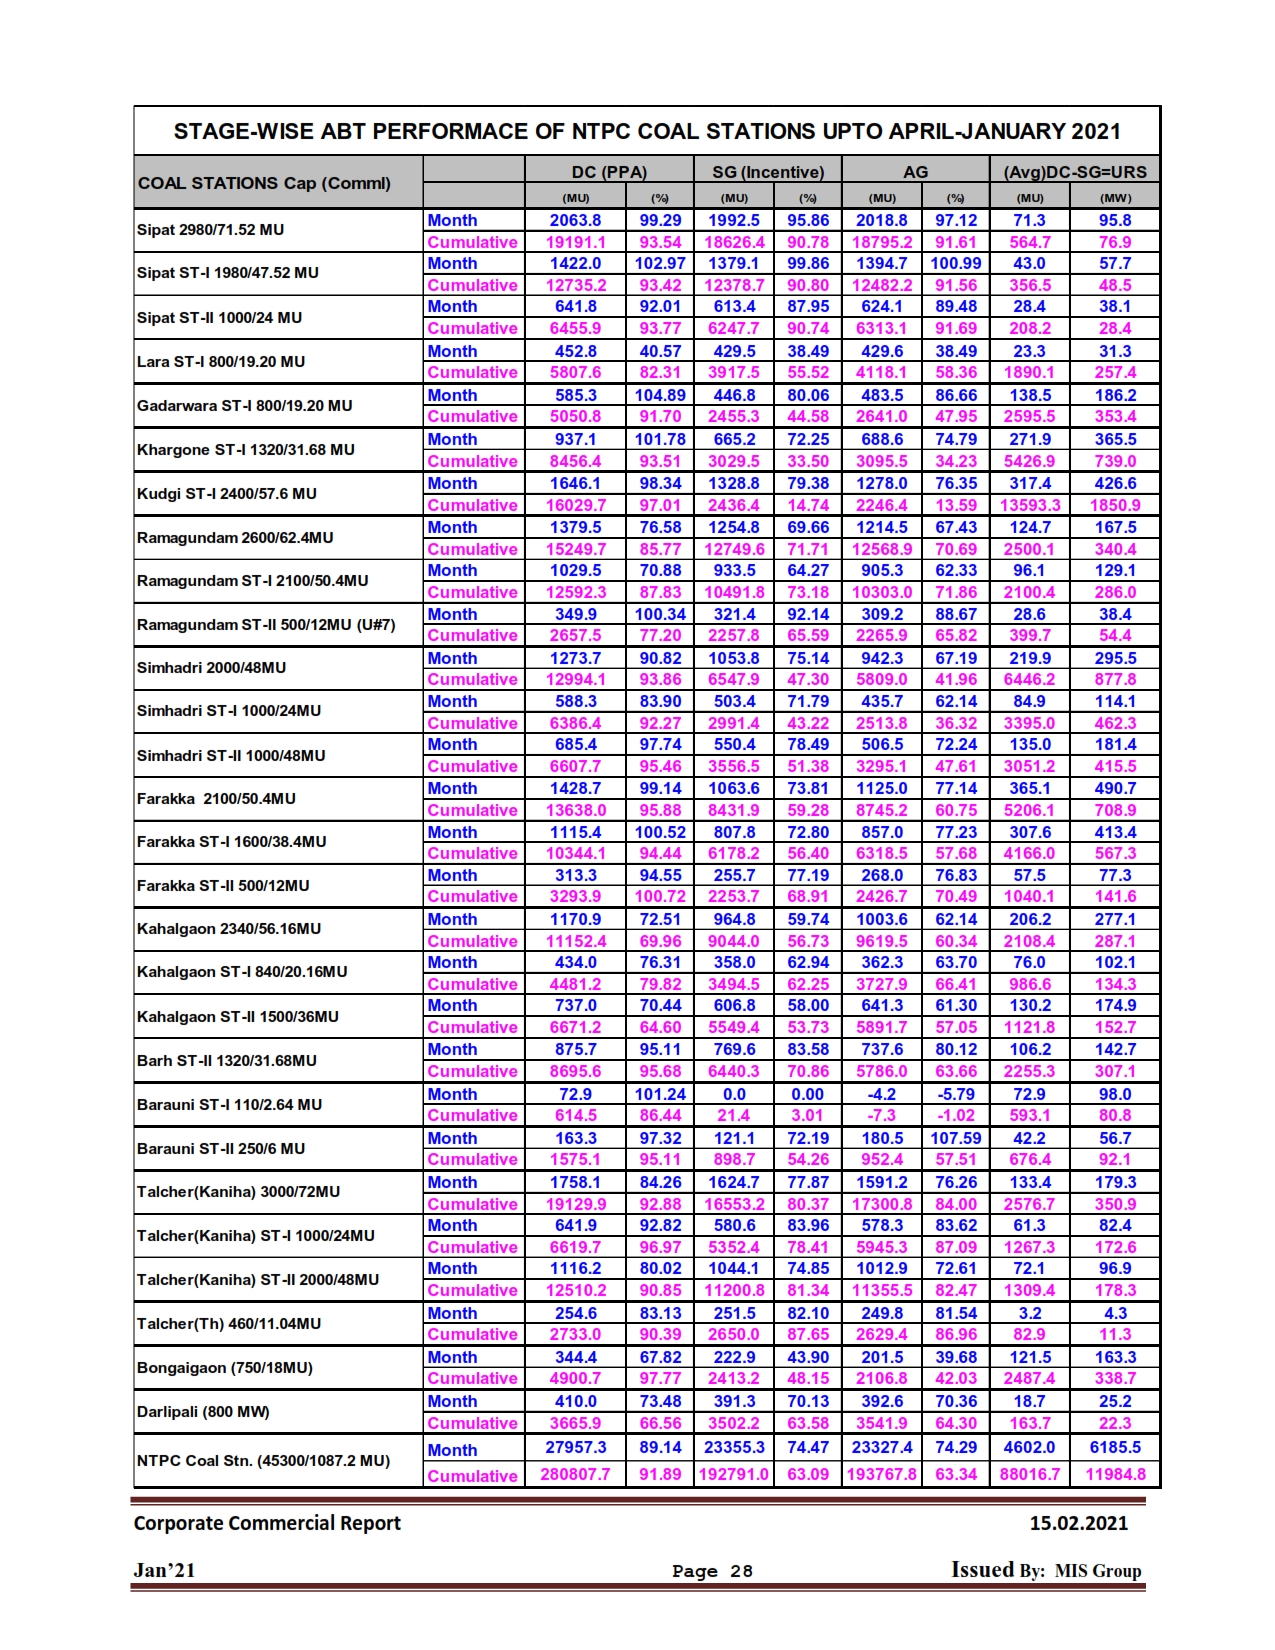 STAGE-WISE ABT PERFORMACE OF NTPC COAL STATIONS UPTO APRIL-JANUARY 2021
COAL STATIONS Cap (Comml) DC (PPA) SG (Incentive) AG (Avg)DC-SG=URS
(MU) (%) (MU) (%) (MU) (%) (MU) (MW)
Sipat 2980/71.52 MU Month 2063.8 99.29 1992.5 95.86 2018.8 97.12 71.3 95.8
Cumulative 19191.1 93.54 18626.4 90.78 18795.2 91.61 564.7 76.9
Sipat ST-I 1980/47.52 MU Month 1422.0 102.97 1379.1 99.86 1394.7 100.99 43.0 57.7
Cumulative 12735.2 93.42 12378.7 90.80 12482.2 91.56 356.5 48.5
Sipat ST-II 1000/24 MU Month 641.8 92.01 613.4 87.95 624.1 89.48 28.4 38.1
Cumulative 6455.9 93.77 6247.7 90.74 6313.1 91.69 208.2 28.4
Lara ST-I 800/19.20 MU Month 452.8 40.57 429.5 38.49 429.6 38.49 23.3 31.3
Cumulative 5807.6 82.31 3917.5 55.52 4118.1 58.36 1890.1 257.4
Gadarwara ST-I 800/19.20 MU Month 585.3 104.89 446.8 80.06 483.5 86.66 138.5 186.2
Cumulative 5050.8 91.70 2455.3 44.58 2641.0 47.95 2595.5 353.4
Khargone ST-I 1320/31.68 MU Month 937.1 101.78 665.2 72.25 688.6 74.79 271.9 365.5
Cumulative 8456.4 93.51 3029.5 33.50 3095.5 34.23 5426.9 739.0
Kudgi ST-I 2400/57.6 MU Month 1646.1 98.34 1328.8 79.38 1278.0 76.35 317.4 426.6
Cumulative 16029.7 97.01 2436.4 14.74 2246.4 13.59 13593.3 1850.9
Ramagundam 2600/62.4MU Month 1379.5 76.58 1254.8 69.66 1214.5 67.43 124.7 167.5
Cumulative 15249.7 85.77 12749.6 71.71 12568.9 70.69 2500.1 340.4
Ramagundam ST-I 2100/50.4MU Month 1029.5 70.88 933.5 64.27 905.3 62.33 96.1 129.1
Cumulative 12592.3 87.83 10491.8 73.18 10303.0 71.86 2100.4 286.0
Ramagundam ST-II 500/12MU (U#7) Month 349.9 100.34 321.4 92.14 309.2 88.67 28.6 38.4
Cumulative 2657.5 77.20 2257.8 65.59 2265.9 65.82 399.7 54.4
Simhadri 2000/48MU Month 1273.7 90.82 1053.8 75.14 942.3 67.19 219.9 295.5
Cumulative 12994.1 93.86 6547.9 47.30 5809.0 41.96 6446.2 877.8
Simhadri ST-I 1000/24MU Month 588.3 83.90 503.4 71.79 435.7 62.14 84.9 114.1
Cumulative 6386.4 92.27 2991.4 43.22 2513.8 36.32 3395.0 462.3
Simhadri ST-II 1000/48MU Month 685.4 97.74 550.4 78.49 506.5 72.24 135.0 181.4
Cumulative 6607.7 95.46 3556.5 51.38 3295.1 47.61 3051.2 415.5
Farakka 2100/50.4MU Month 1428.7 99.14 1063.6 73.81 1125.0 77.14 365.1 490.7
Cumulative 13638.0 95.88 8431.9 59.28 8745.2 60.75 5206.1 708.9
Farakka ST-I 1600/38.4MU Month 1115.4 100.52 807.8 72.80 857.0 77.23 307.6 413.4
Cumulative 10344.1 94.44 6178.2 56.40 6318.5 57.68 4166.0 567.3
Farakka ST-II 500/12MU Month 313.3 94.55 255.7 77.19 268.0 76.83 57.5 77.3
Cumulative 3293.9 100.72 2253.7 68.91 2426.7 70.49 1040.1 141.6
Kahalgaon 2340/56.16MU Month 1170.9 72.51 964.8 59.74 1003.6 62.14 206.2 277.1
Cumulative 11152.4 69.96 9044.0 56.73 9619.5 60.34 2108.4 287.1
Kahalgaon ST-I 840/20.16MU Month 434.0 76.31 358.0 62.94 362.3 63.70 76.0 102.1
Cumulative 4481.2 79.82 3494.5 62.25 3727.9 66.41 986.6 134.3
Kahalgaon ST-II 1500/36MU Month 737.0 70.44 606.8 58.00 641.3 61.30 130.2 174.9
Cumulative 6671.2 64.60 5549.4 53.73 5891.7 57.05 1121.8 152.7
Barh ST-II 1320/31.68MU Month 875.7 95.11 769.6 83.58 737.6 80.12 106.2 142.7
Cumulative 8695.6 95.68 6440.3 70.86 5786.0 63.66 2255.3 307.1
Barauni ST-I 110/2.64 MU Month 72.9 101.24 0.0 0.00 -4.2 -5.79 72.9 98.0
Cumulative 614.5 86.44 21.4 3.01 -7.3 -1.02 593.1 80.8
Barauni ST-II 250/6 MU Month 163.3 97.32 121.1 72.19 180.5 107.59 42.2 56.7
Cumulative 1575.1 95.11 898.7 54.26 952.4 57.51 676.4 92.1
Talcher(Kaniha) 3000/72MU Month 1758.1 84.26 1624.7 77.87 1591.2 76.26 133.4 179.3
Cumulative 19129.9 92.88 16553.2 80.37 17300.8 84.00 2576.7 350.9
Talcher(Kaniha) ST-I 1000/24MU Month 641.9 92.82 580.6 83.96 578.3 83.62 61.3 82.4
Cumulative 6619.7 96.97 5352.4 78.41 5945.3 87.09 1267.3 172.6
Talcher(Kaniha) ST-II 2000/48MU Month 1116.2 80.02 1044.1 74.85 1012.9 72.61 72.1 96.9
Cumulative 12510.2 90.85 11200.8 81.34 11355.5 82.47 1309.4 178.3
Talcher(Th) 460/11.04MU Month 254.6 83.13 251.5 82.10 249.8 81.54 3.2 4.3
Cumulative 2733.0 90.39 2650.0 87.65 2629.4 86.96 82.9 11.3
Bongaigaon (750/18MU) Month 344.4 67.82 222.9 43.90 201.5 39.68 121.5 163.3
Cumulative 4900.7 97.77 2413.2 48.15 2106.8 42.03 2487.4 338.7
Darlipali (800 MW) Month 410.0 73.48 391.3 70.13 392.6 70.36 18.7 25.2
Cumulative 3665.9 66.56 3502.2 63.58 3541.9 64.30 163.7 22.3
NTPC Coal Stn. (45300/1087.2 MU) Month 27957.3 89.14 23355.3 74.47 23327.4 74.29 4602.0 6185.5
Cumulative 280807.7 91.89 192791.0 63.09 193767.8 63.34 88016.7 11984.8
Corporate Commercial Report 15.02.2021
Jan’21 Page 28 Issued By: MIS Group